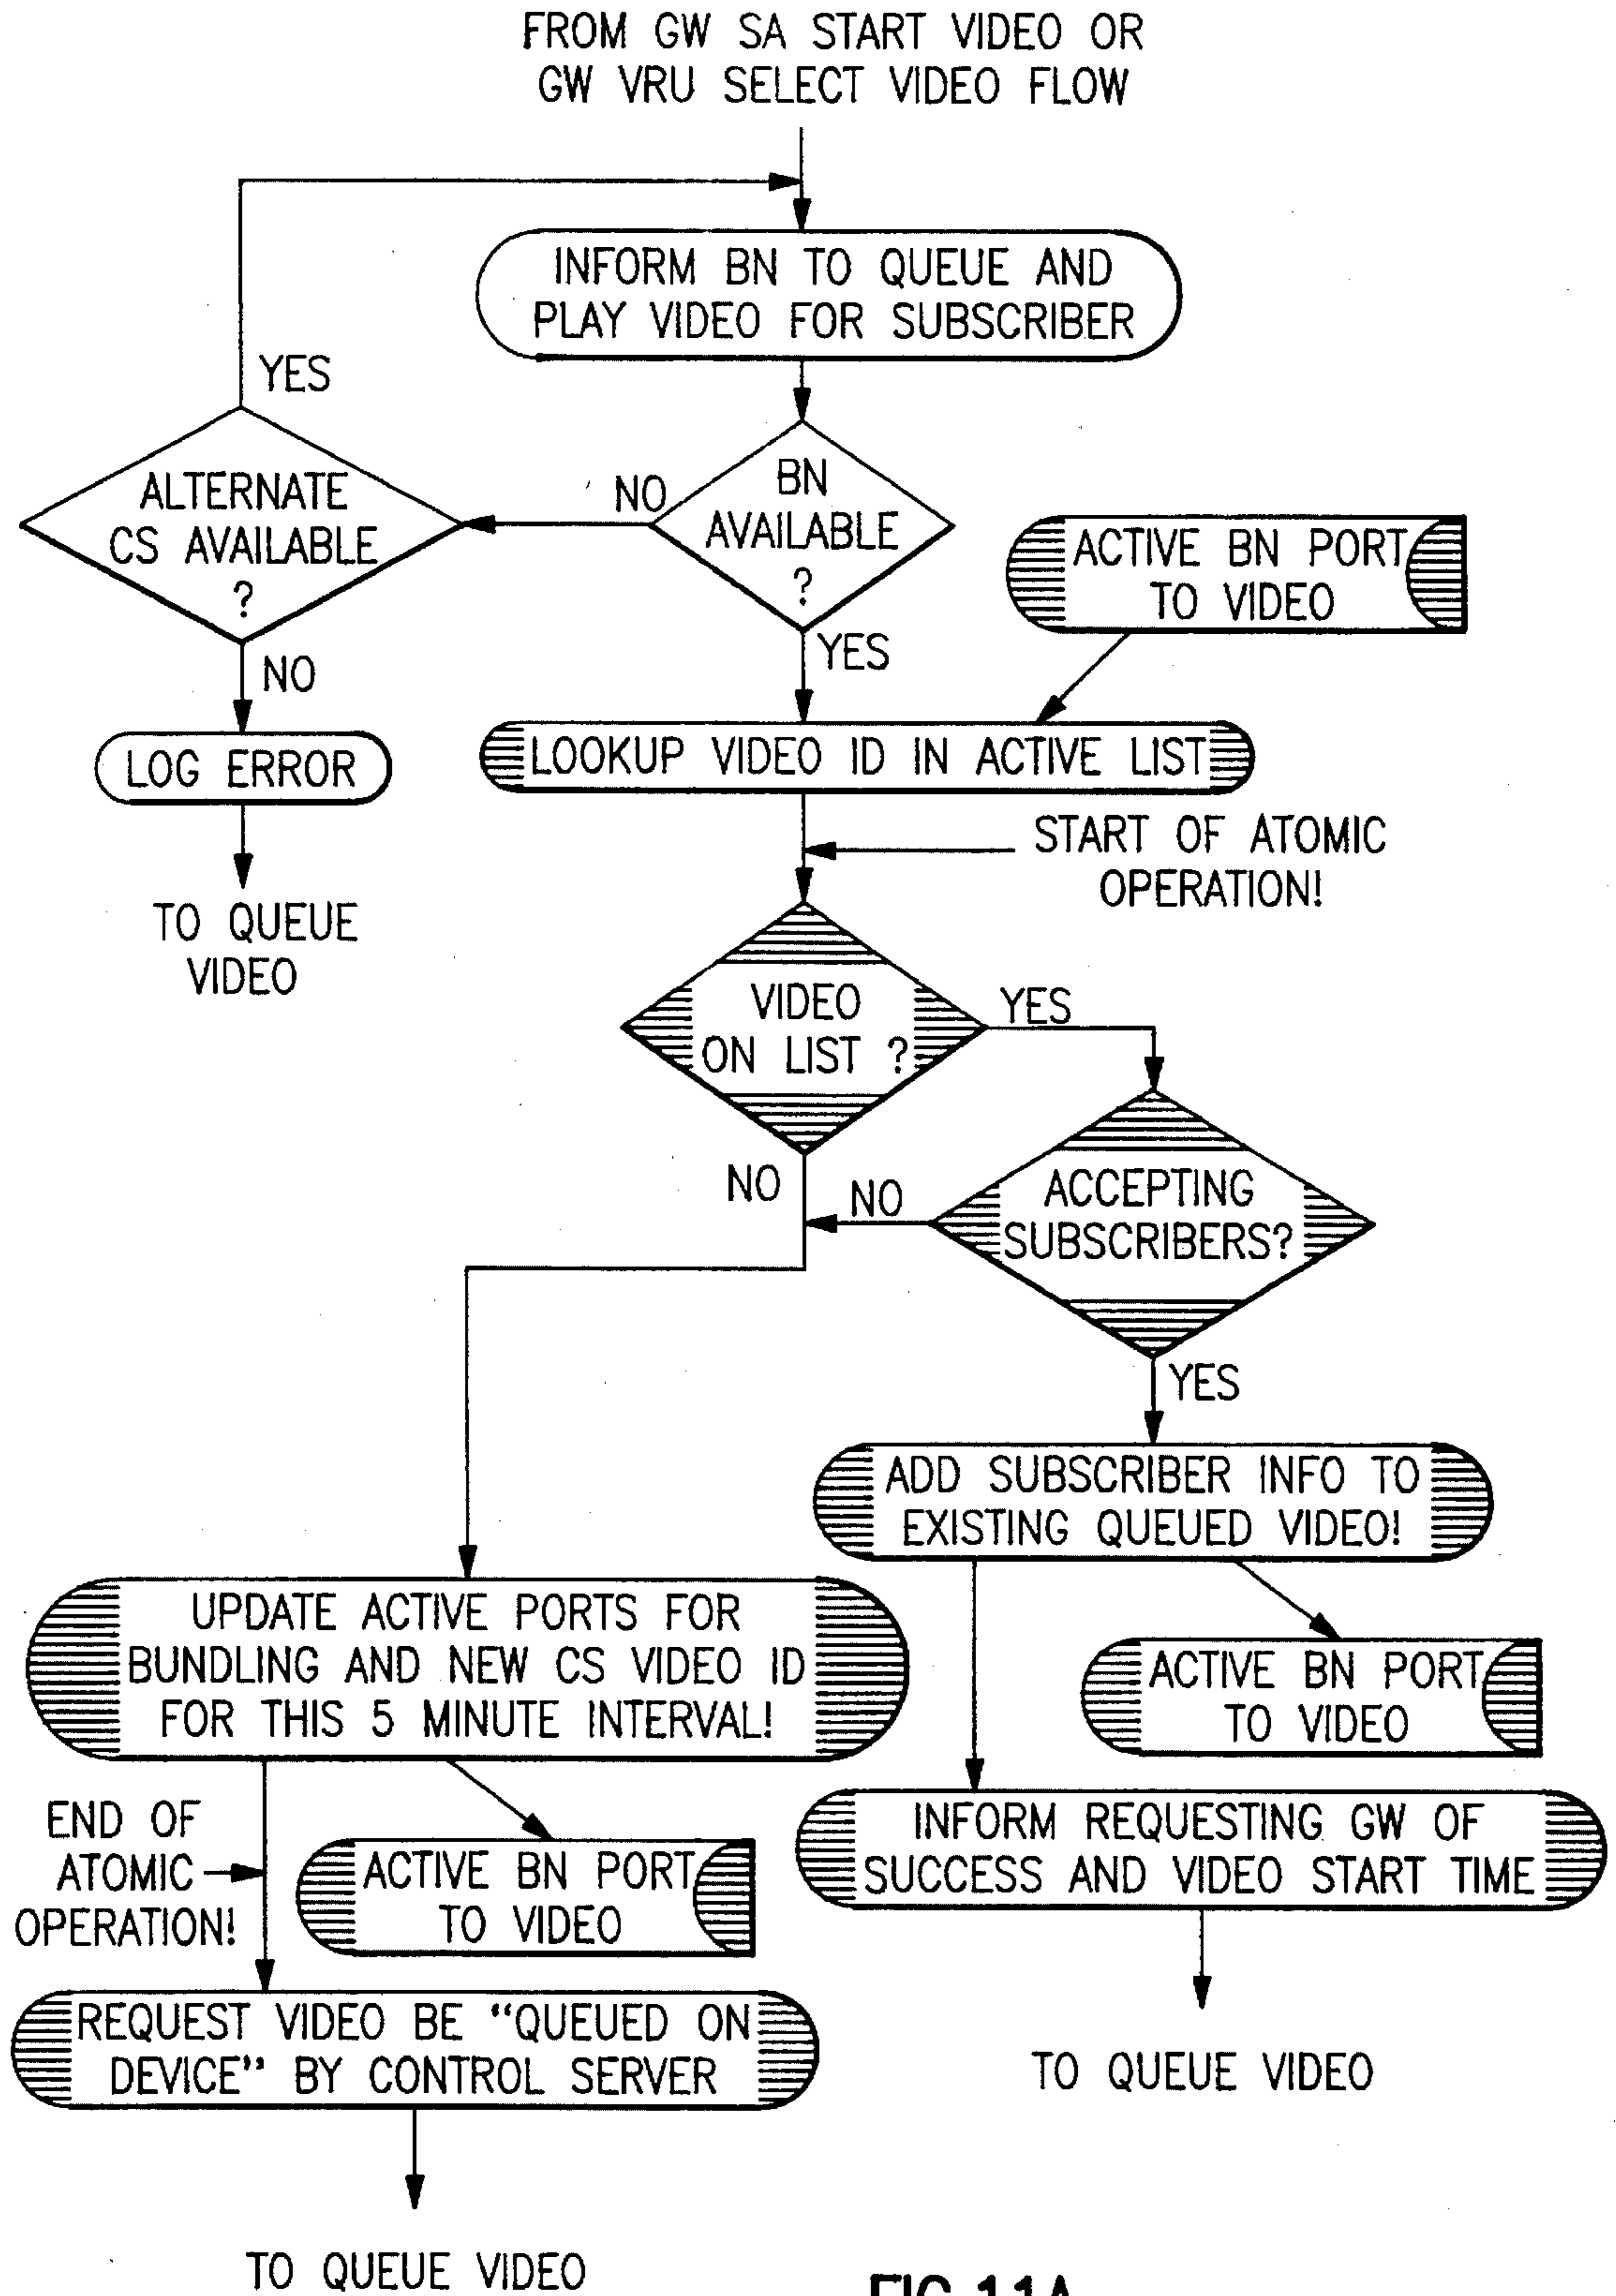 FROM GW SA START VIDEO OR
GW VRU SELECT VIDEO FLOW
INFORM BN TO QUEUE AND
PLAY VIDEO FOR SUBSCRIBER
YES
ALTERNATE
CS AVAILABLE
?
NO
BN
AVAILABLE
?
ACTIVE BN PORT
TO VIDEO
YES
NO
LOG ERROR
LOOKUP VIDEO ID IN ACTIVE LIST
START OF ATOMIC
OPERATION!
TO QUEUE
VIDEO
VIDEO
ON LIST ?
YES
NO
NO
ACCEPTING
SUBSCRIBERS?
YES
ADD SUBSCRIBER INFO TO
EXISTING QUEUED VIDEO!
UPDATE ACTIVE PORTS FOR
BUNDLING AND NEW CS VIDEO ID
FOR THIS 5 MINUTE INTERVAL!
ACTIVE BN PORT
TO VIDEO
END OF
ATOMIC
OPERATION!
ACTIVE BN PORT
TO VIDEO
INFORM REQUESTING GW OF
SUCCESS AND VIDEO START TIME
REQUEST VIDEO BE "QUEUED ON
DEVICE" BY CONTROL SERVER
TO QUEUE VIDEO
TO QUEUE VIDEO
FIG.11A